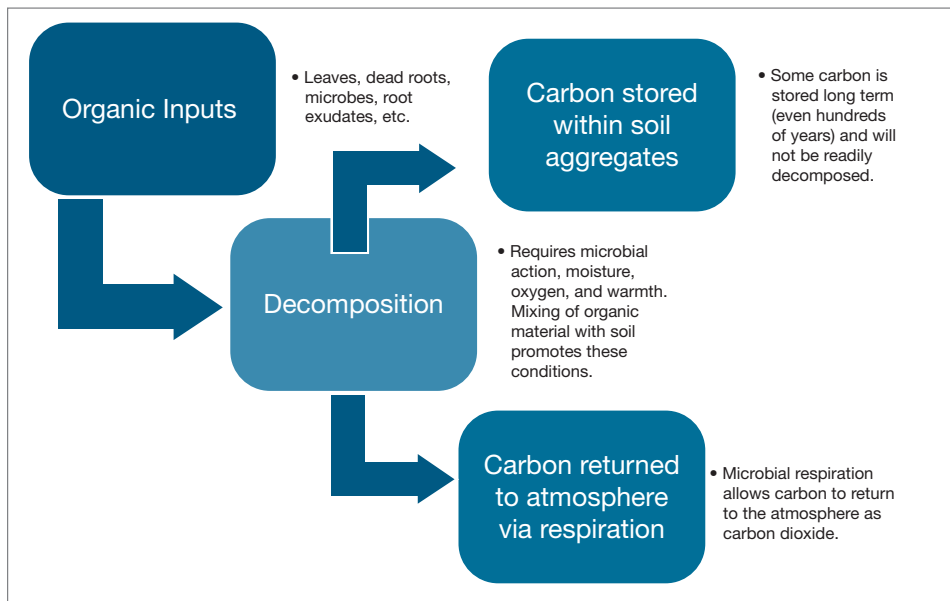 Organic Inputs
• Leaves, dead roots,
microbes, root
exudates, etc.
Carbon stored
within soil
aggregates
• Some carbon is
stored long term
(even hundreds
of years) and will
not be readily
decomposed.
Decomposition
• Requires microbial
action, moisture,
oxygen, and warmth.
Mixing of organic
material with soil
promotes these
conditions.
Carbon returned
to atmosphere
via respiration
• Microbial respiration
allows carbon to return
to the atmosphere as
carbon dioxide.